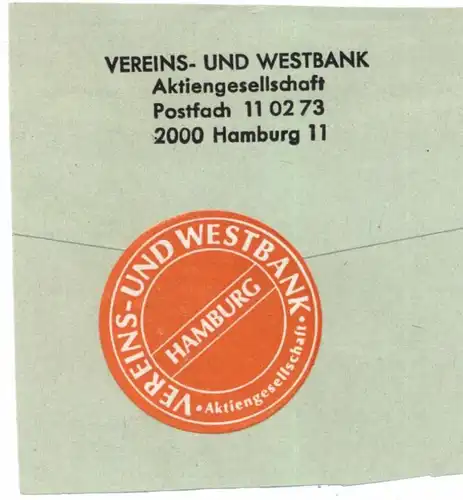 VEREINS- UND WESTBANK
Aktiengesellschaft
Postfach 11 02 73
2000 Hamburg 11
VEREINS- UND WESTBANK
HAMBURG
• Aktiengesellschaft •